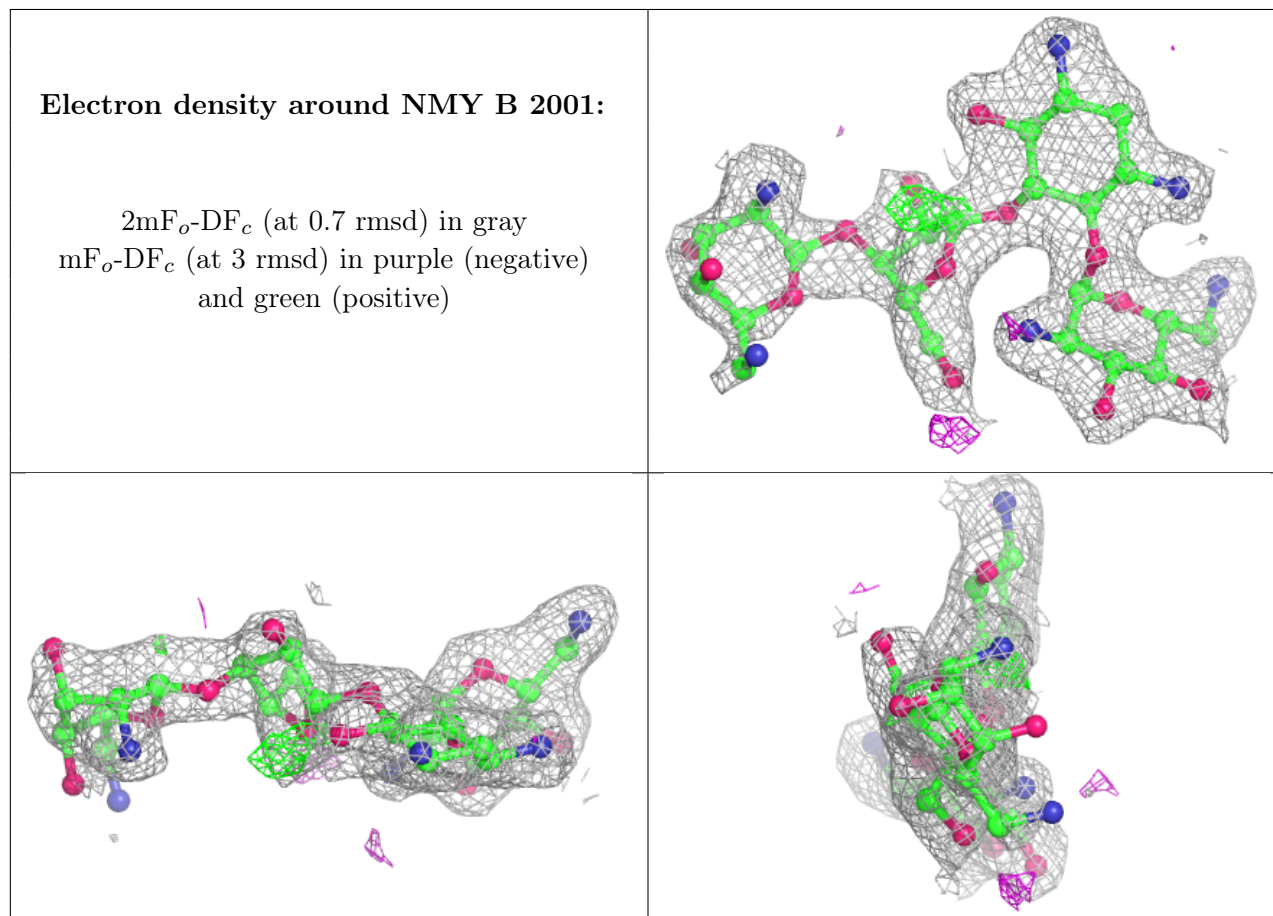 Electron density around NMY B 2001:
2mFo-DFc (at 0.7 rmsd) in gray
mFo-DFc (at 3 rmsd) in purple (negative)
and green (positive)